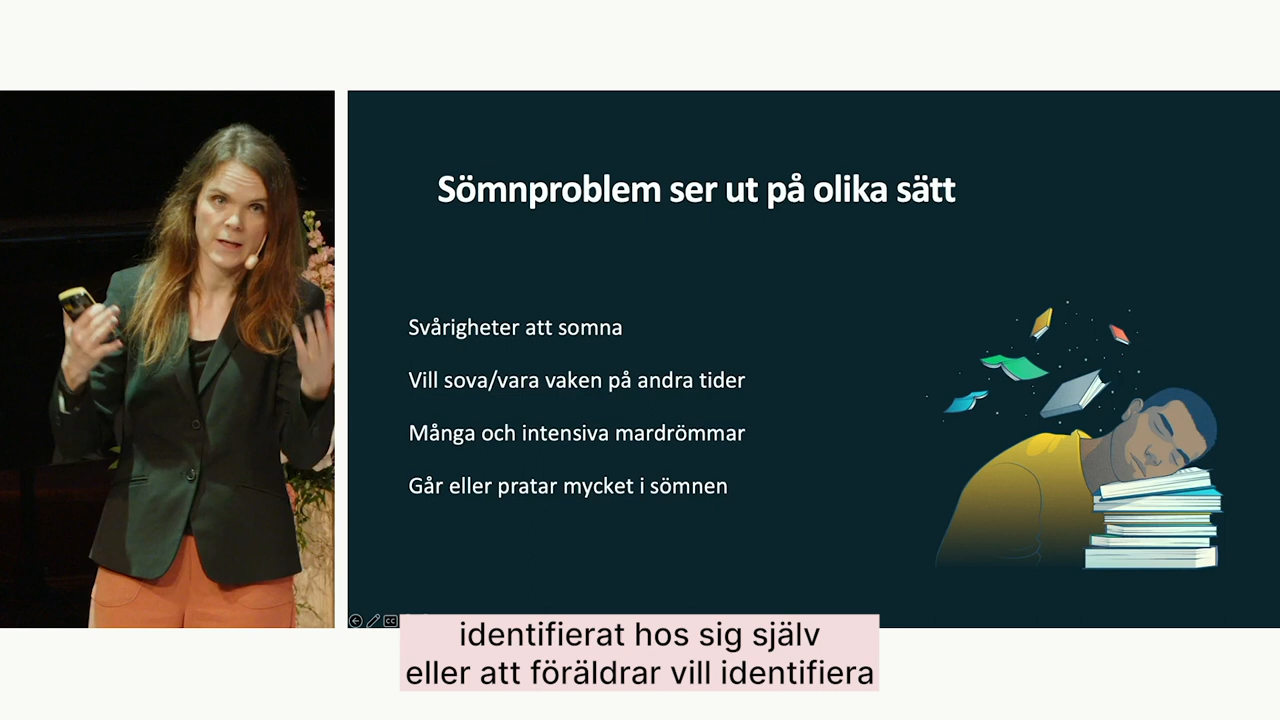 Sömnproblem ser ut på olika sätt
Svårigheter att somna
Vill sova/vara vaken på andra tider
Många och intensiva mardrömmar
Går eller pratar mycket i sömnen
CC
identifierat hos sig själv
eller att föräldrar vill identifiera